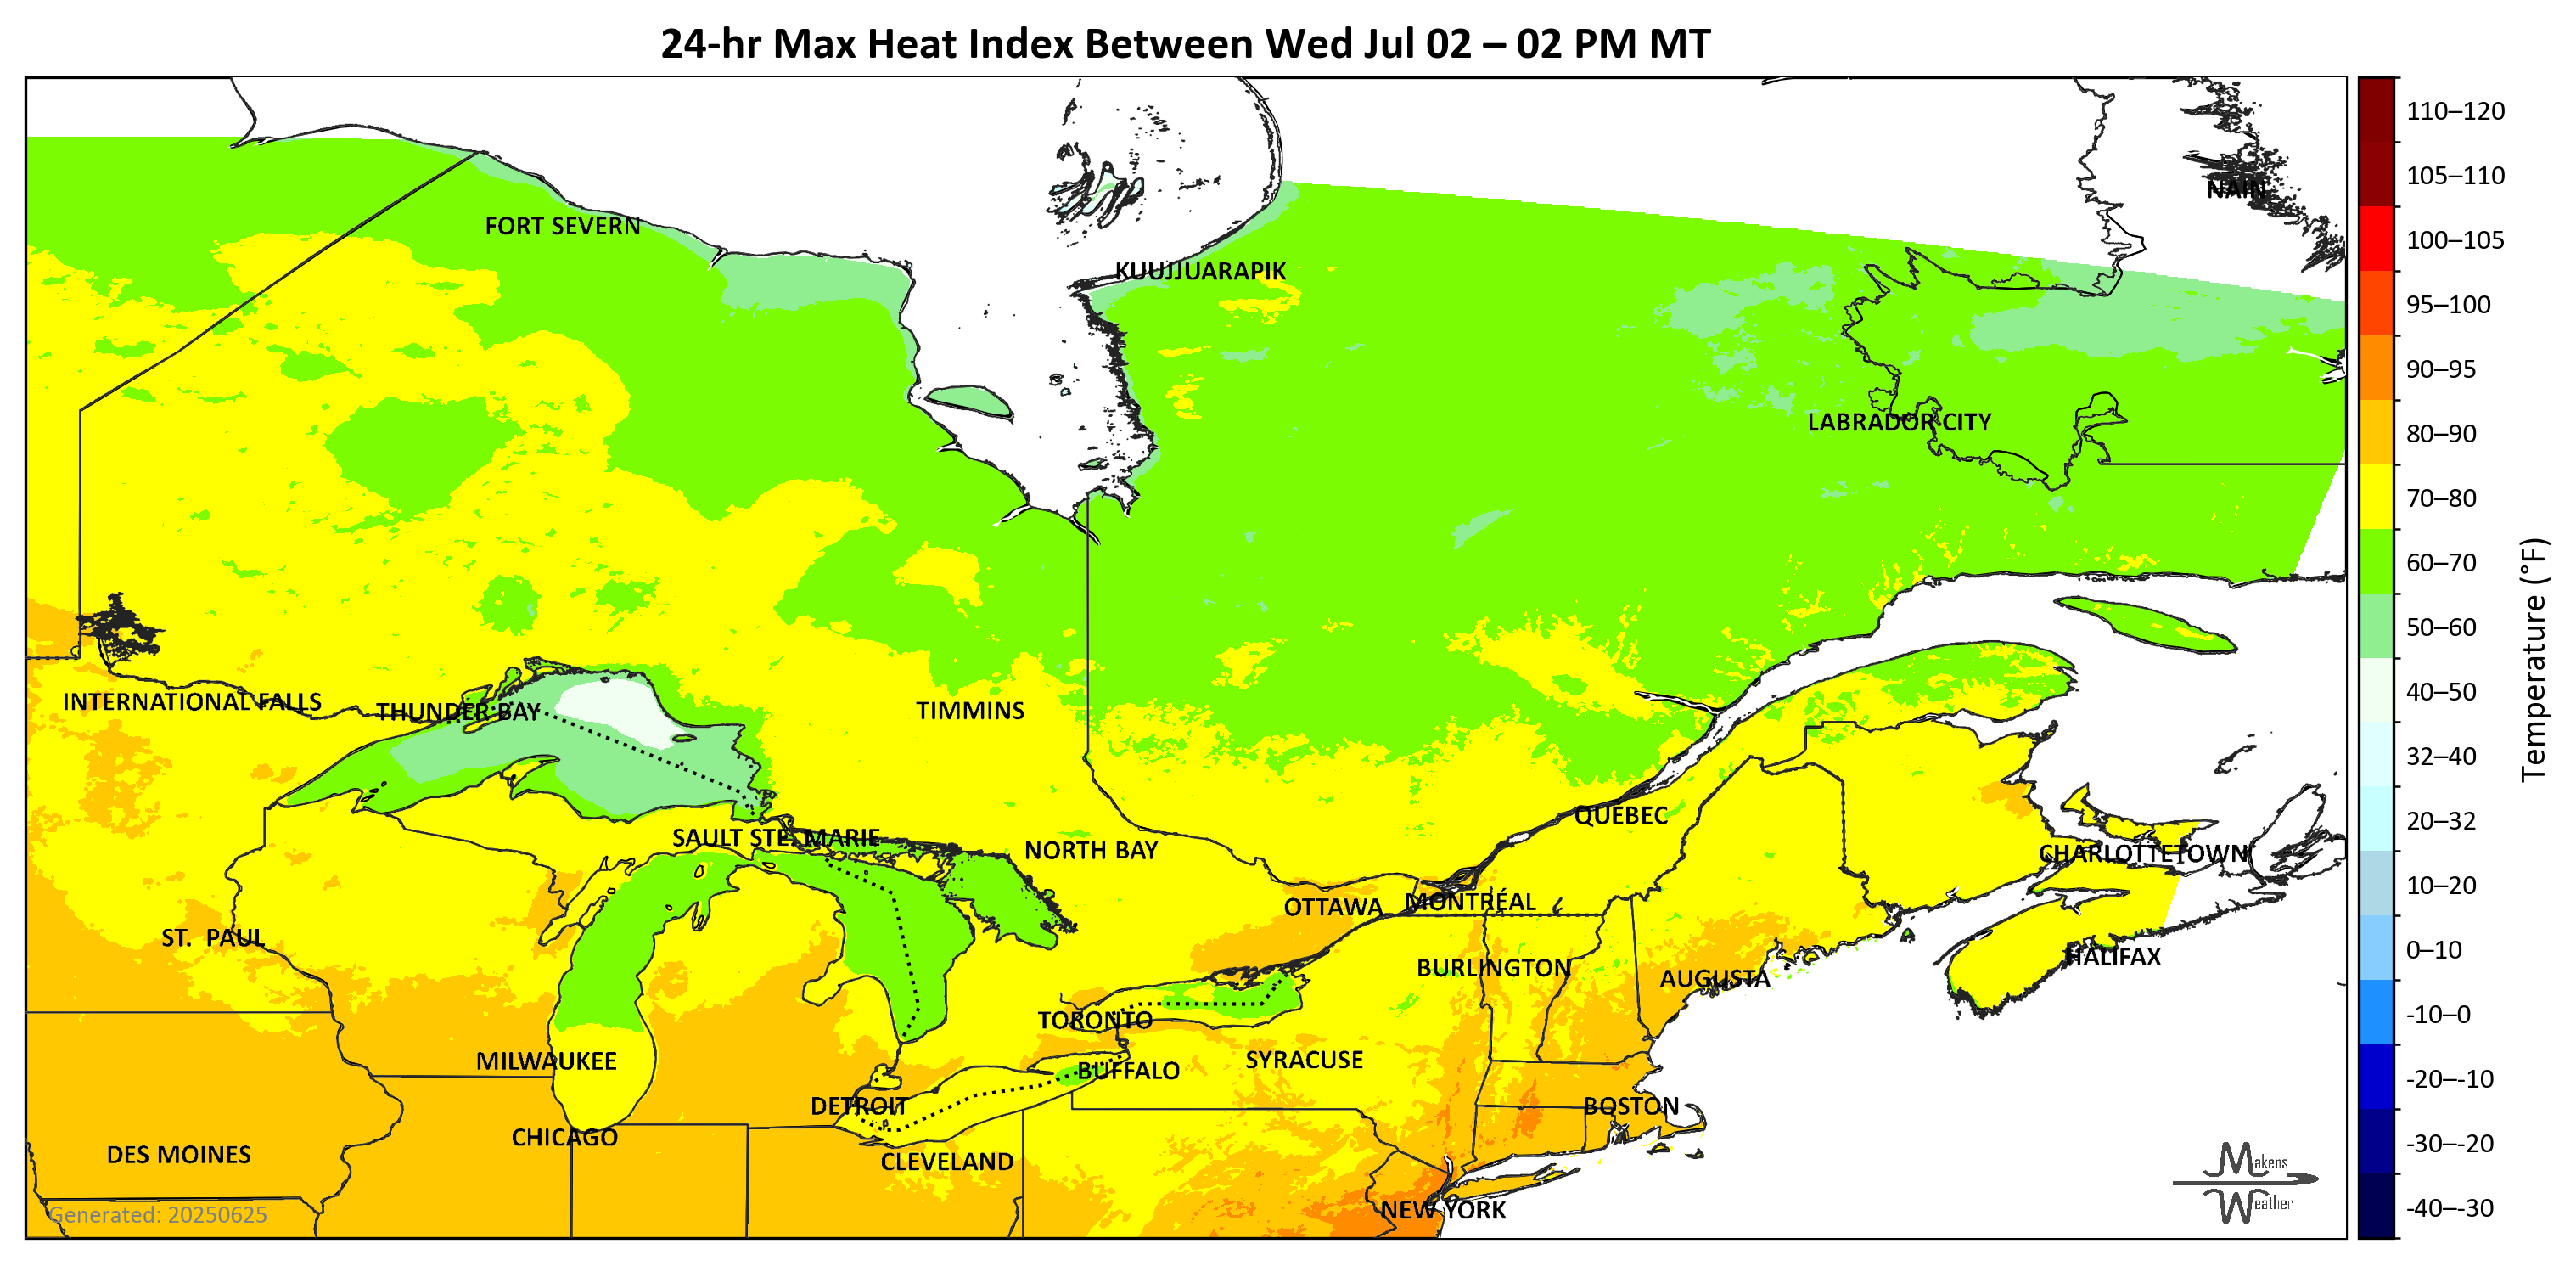 24-hr Max Heat Index Between Wed Jul 02 – 02 PM MT
110–120
105–110
NAIN
FORT SEVERN
100–105
KUUJJUARAPIK
95–100
90–95
LABRADOR CITY
80–90
70–80
60–70
50–60
Temperature (°F)
40–50
INTERNATIONAL FALLS
THUNDER BAY
TIMMINS
32–40
QUEBEC
20–32
SAULT STE. MARIE
NORTH BAY
CHARLOTTETOWN
10–20
OTTAWA
MONTRÉAL
ST. PAUL
0–10
HALIFAX
BURLINGTON
AUGUSTA
-10–0
TORONTO
MILWAUKEE
SYRACUSE
BUFFALO
-20–-10
DETROIT
BOSTON
CHICAGO
-30–-20
DES MOINES
CLEVELAND
Makens
Weather
-40–-30
NEW YORK
Generated: 20250625